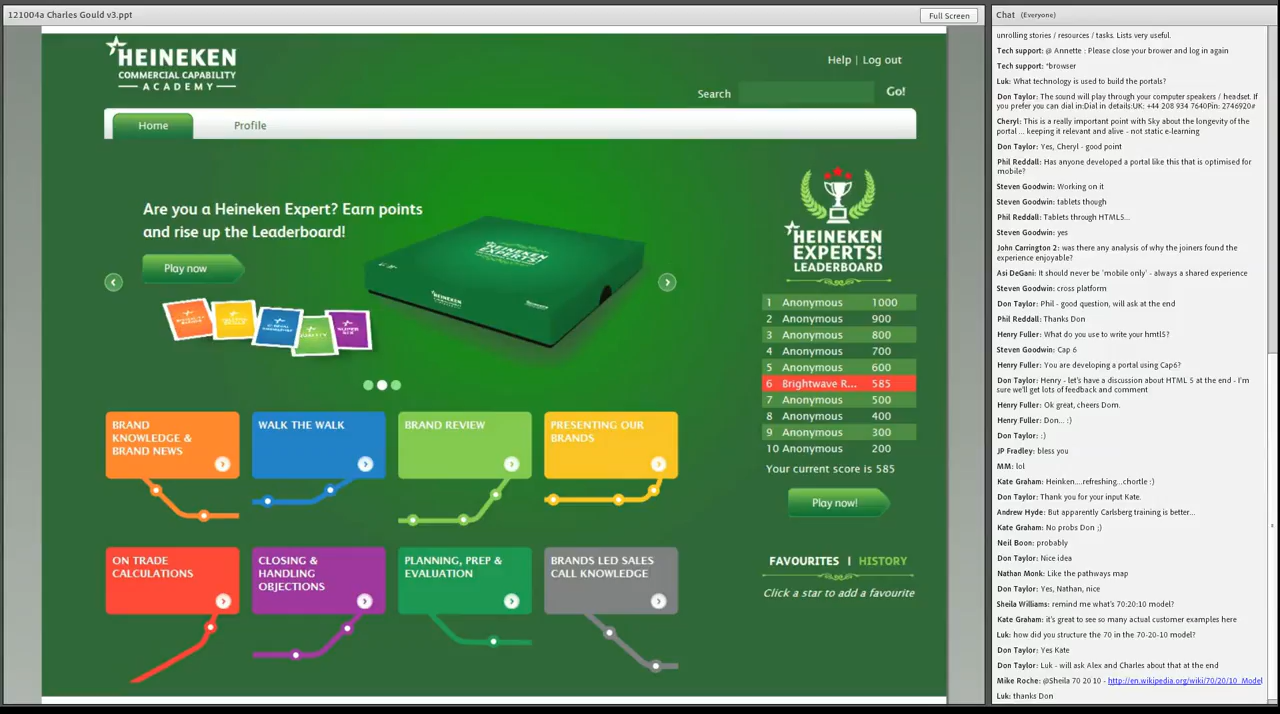 121004a Charles Gould v3.ppt
Full Screen
HEINEKEN
COMMERCIAL CAPABILITY
ACADEMY
Help | Log out
Search
Go!
Home
Profile
Are you a Heineken Expert? Earn points
and rise up the Leaderboard!
Play now
HEINEKEN
EXPERTS!
HEINEKEN
EXPERTS!
LEADERBOARD
1 Anonymous 1000
2 Anonymous 900
3 Anonymous 800
4 Anonymous 700
5 Anonymous 600
6 Brightwave R... 585
7 Anonymous 500
8 Anonymous 400
9 Anonymous 300
10 Anonymous 200
Your current score is 585
Play now!
BRAND
KNOWLEDGE &
BRAND NEWS
WALK THE WALK
BRAND REVIEW
PRESENTING OUR
BRANDS
ON TRADE
CALCULATIONS
CLOSING &
HANDLING
OBJECTIONS
PLANNING, PREP &
EVALUATION
BRANDS LED SALES
CALL KNOWLEDGE
FAVOURITES | HISTORY
Click a star to add a favourite
Chat (Everyone)
unrolling stories / resources / tasks. Lists very useful.
Tech support: @ Annette : Please close your brower and log in again
Tech support: *browser
Luk: What technology is used to build the portals?
Don Taylor: The sound will play through your computer speakers / headset. If
you prefer you can dial in:Dial in details:UK: +44 208 934 7640Pin: 2746920#
Cheryl: This is a really important point with Sky about the longevity of the
portal ... keeping it relevant and alive - not static e-learning
Don Taylor: Yes, Cheryl - good point
Phil Reddall: Has anyone developed a portal like this that is optimised for
mobile?
Steven Goodwin: Working on it
Steven Goodwin: tablets though
Phil Reddall: Tablets through HTML5...
Steven Goodwin: yes
John Carrington 2: was there any analysis of why the joiners found the
experience enjoyable?
Asi DeGani: It should never be 'mobile only' - always a shared experience
Steven Goodwin: cross platform
Don Taylor: Phil - good question, will ask at the end
Phil Reddall: Thanks Don
Henry Fuller: What do you use to write your hmtl5?
Steven Goodwin: Cap 6
Henry Fuller: You are developing a portal using Cap6?
Don Taylor: Henry - let's have a discussion about HTML 5 at the end - I'm
sure we'll get lots of feedback and comment
Henry Fuller: Ok great, cheers Dom.
Henry Fuller: Don... :)
Don Taylor: :)
JP Fradley: bless you
MM: lol
Kate Graham: Heinken....refreshing...chortle :)
Don Taylor: Thank you for your input Kate.
Andrew Hyde: But apparently Carlsberg training is better...
Kate Graham: No probs Don ;)
Neil Boon: probably
Don Taylor: Nice idea
Nathan Monk: Like the pathways map
Don Taylor: Yes, Nathan, nice
Sheila Williams: remind me what's 70:20:10 model?
Kate Graham: it's great to see so many actual customer examples here
Luk: how did you structure the 70 in the 70-20-10 model?
Don Taylor: Yes Kate
Don Taylor: Luk - will ask Alex and Charles about that at the end
Mike Roche: @Sheila 70 20 10 - http://en.wikipedia.org/wiki/70/20/10_Model
Luk: thanks Don